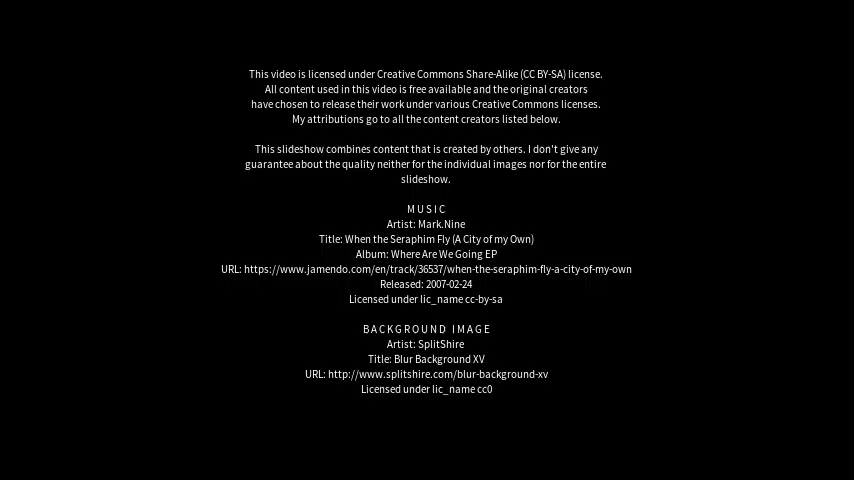 This video is licensed under Creative Commons Share-Alike (CC BY-SA) license.
All content used in this video is free available and the original creators
have chosen to release their work under various Creative Commons licenses.
My attributions go to all the content creators listed below.
This slideshow combines content that is created by others. I don't give any
guarantee about the quality neither for the individual images nor for the entire
slideshow.
MUSIC
Artist: Mark.Nine
Title: When the Seraphim Fly (A City of my Own)
Album: Where Are We Going EP
URL: https://www.jamendo.com/en/track/36537/when-the-seraphim-fly-a-city-of-my-own
Released: 2007-02-24
Licensed under lic_name cc-by-sa
BACKGROUND IMAGE
Artist: SplitShire
Title: Blur Background XV
URL: http://www.splitshire.com/blur-background-xv
Licensed under lic_name cc0